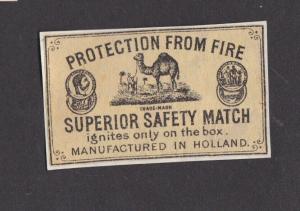 PROTECTION FROM FIRE
TRADE-MARK
SUPERIOR SAFETY MATCH
ignites only on the box.
MANUFACTURED IN HOLLAND.